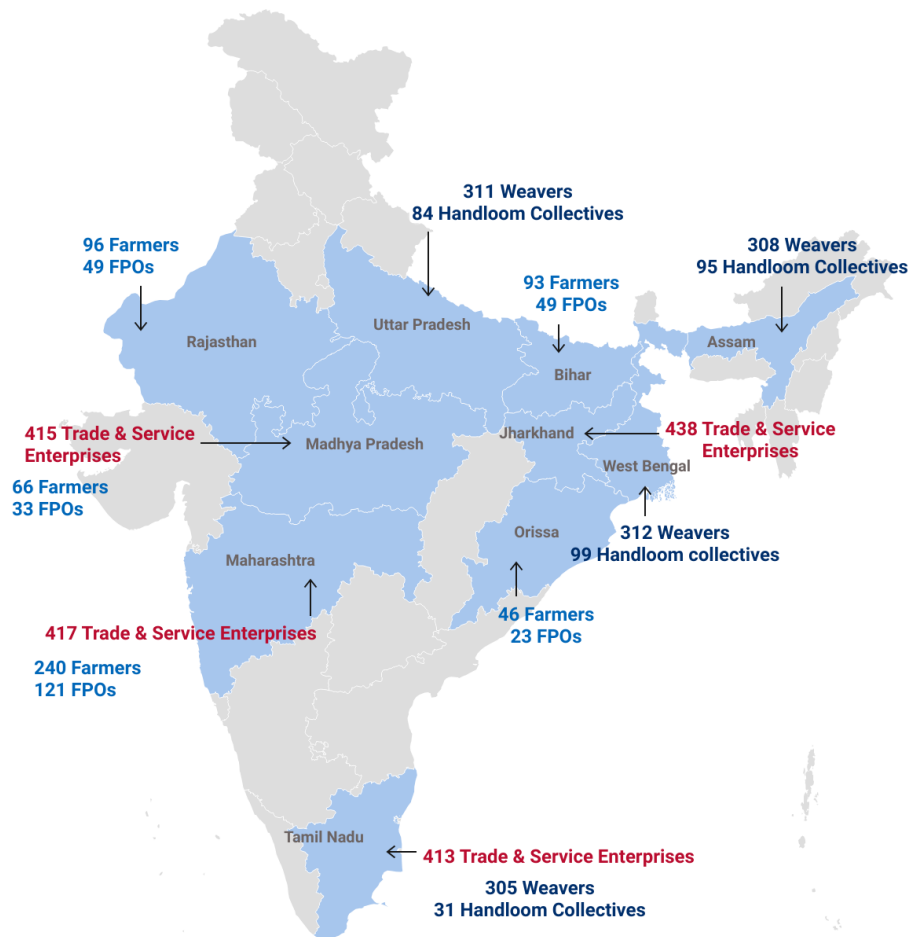 311 Weavers
84 Handloom Collectives
96 Farmers
49 FPOs
308 Weavers
95 Handloom Collectives
93 Farmers
49 FPOs
Uttar Pradesh
Rajasthan
Assam
Bihar
415 Trade & Service
Enterprises
Madhya Pradesh
Jharkhand
438 Trade & Service
Enterprises
West Bengal
66 Farmers
33 FPOs
Orissa
312 Weavers
99 Handloom collectives
Maharashtra
46 Farmers
23 FPOs
417 Trade & Service Enterprises
240 Farmers
121 FPOs
Tamil Nadu
413 Trade & Service Enterprises
305 Weavers
31 Handloom Collectives